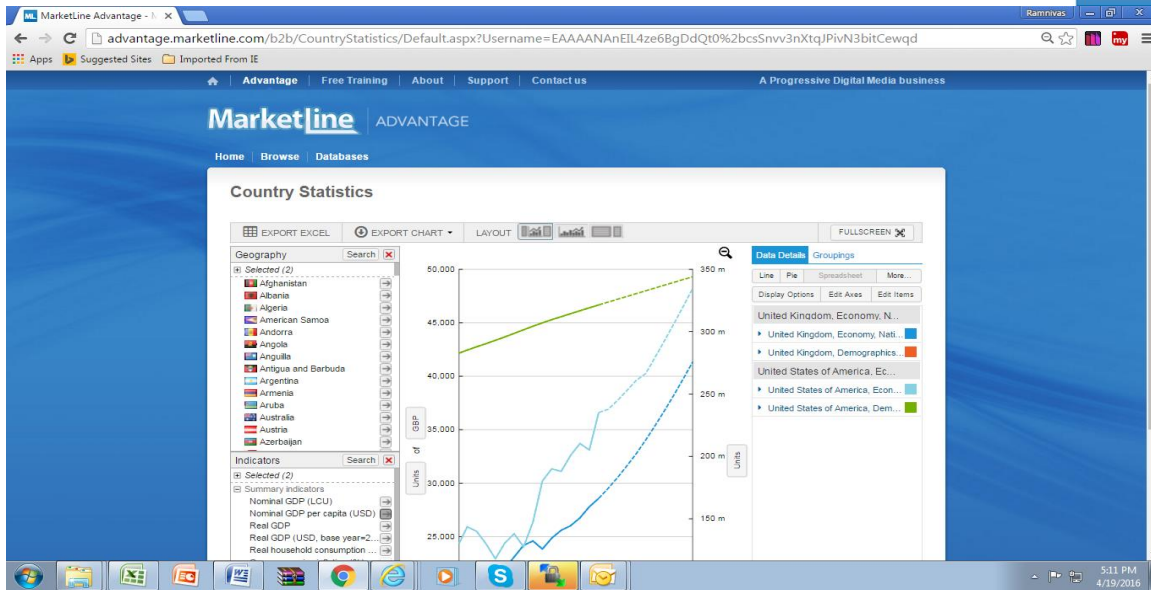 MarketLine Advantage - M
Ramnivas
advantage.marketline.com/b2b/CountryStatistics/Default.aspx?Username=EAAAANAnEIL4ze6BgDdQt0%2bcsSnvv3nXtqJPivN3bitCewqd
Apps Suggested Sites Imported From IE
Advantage | Free Training | About | Support | Contact us A Progressive Digital Media business
Marketline ADVANTAGE
Home | Browse | Databases
Country Statistics
EXPORT EXCEL EXPORT CHART LAYOUT FULLSCREEN
Geography Search
Selected (2)
Afghanistan
Albania
Algeria
American Samoa
Andorra
Angola
Anguilla
Antigua and Barbuda
Argentina
Armenia
Aruba
Australia
Austria
Azerbaijan
Indicators Search
Selected (2)
Summary indicators
Nominal GDP (LCU)
Nominal GDP per capita (USD)
Real GDP
Real GDP (USD, base year=2...
Real household consumption ...
50,000
45,000
40,000
35,000
30,000
25,000
GBP
of
Units
350 m
300 m
250 m
200 m
150 m
Units
Data Details Groupings
Line Pie Spreadsheet More...
Display Options Edit Axes Edit Items
United Kingdom, Economy, N...
United Kingdom, Economy, Nati...
United Kingdom, Demographics...
United States of America, Ec...
United States of America, Econ...
United States of America, Dem...
5:11 PM
4/19/2016